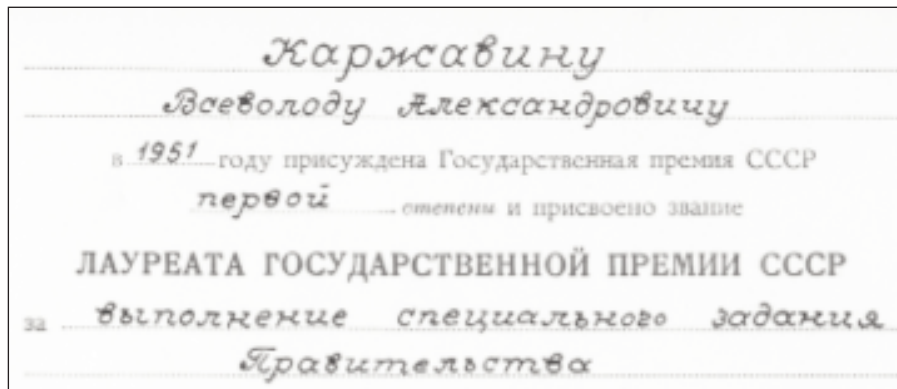 Каржавину
Всеволоду Александровичу
в 1951 году присуждена Государственная премия СССР
первой степени и присвоено звание
ЛАУРЕАТА ГОСУДАРСТВЕННОЙ ПРЕМИИ СССР
за выполнение специального задания
Правительства